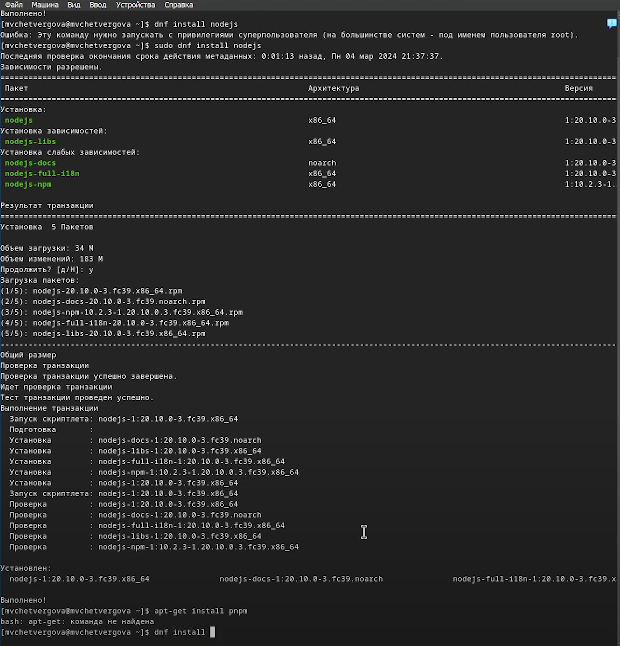 Файл Машина Вид Ввод Устройства Справка
Выполнено!
[mvchetvergova@mvchetvergova ~]$ dnf install nodejs
Ошибка: Эту команду нужно запускать с привилегиями суперпользователя (на большинстве систем - под именем пользователя root).
[mvchetvergova@mvchetvergova ~]$ sudo dnf install nodejs
Последняя проверка окончания срока действия метаданных: 0:01:13 назад, Пн 04 мар 2024 21:37:37.
Зависимости разрешены.
Пакет Архитектура Версия
Установка:
nodejs x86_64 1:20.10.0-3
Установка зависимостей:
nodejs-libs x86_64 1:20.10.0-3
Установка слабых зависимостей:
nodejs-docs noarch 1:20.10.0-3
nodejs-full-i18n x86_64 1:20.10.0-3
nodejs-npm x86_64 1:10.2.3-1.
Результат транзакции
Установка 5 Пакетов
Объем загрузки: 34 M
Объем изменений: 183 M
Продолжить? [д/Н]: y
Загрузка пакетов:
(1/5): nodejs-20.10.0-3.fc39.x86_64.rpm
(2/5): nodejs-docs-20.10.0-3.fc39.noarch.rpm
(3/5): nodejs-npm-10.2.3-1.20.10.0.3.fc39.x86_64.rpm
(4/5): nodejs-full-i18n-20.10.0-3.fc39.x86_64.rpm
(5/5): nodejs-libs-20.10.0-3.fc39.x86_64.rpm
Общий размер
Проверка транзакции
Проверка транзакции успешно завершена.
Идет проверка транзакции
Тест транзакции проведен успешно.
Выполнение транзакции
Запуск скриптлета: nodejs-1:20.10.0-3.fc39.x86_64
Подготовка :
Установка : nodejs-docs-1:20.10.0-3.fc39.noarch
Установка : nodejs-libs-1:20.10.0-3.fc39.x86_64
Установка : nodejs-full-i18n-1:20.10.0-3.fc39.x86_64
Установка : nodejs-npm-1:10.2.3-1.20.10.0.3.fc39.x86_64
Установка : nodejs-1:20.10.0-3.fc39.x86_64
Запуск скриптлета: nodejs-1:20.10.0-3.fc39.x86_64
Проверка : nodejs-1:20.10.0-3.fc39.x86_64
Проверка : nodejs-docs-1:20.10.0-3.fc39.noarch
Проверка : nodejs-full-i18n-1:20.10.0-3.fc39.x86_64
Проверка : nodejs-libs-1:20.10.0-3.fc39.x86_64
Проверка : nodejs-npm-1:10.2.3-1.20.10.0.3.fc39.x86_64
Установлен:
nodejs-1:20.10.0-3.fc39.x86_64 nodejs-docs-1:20.10.0-3.fc39.noarch nodejs-full-i18n-1:20.10.0-3.fc39.x
Выполнено!
[mvchetvergova@mvchetvergova ~]$ apt-get install pnpm
bash: apt-get: команда не найдена
[mvchetvergova@mvchetvergova ~]$ dnf install